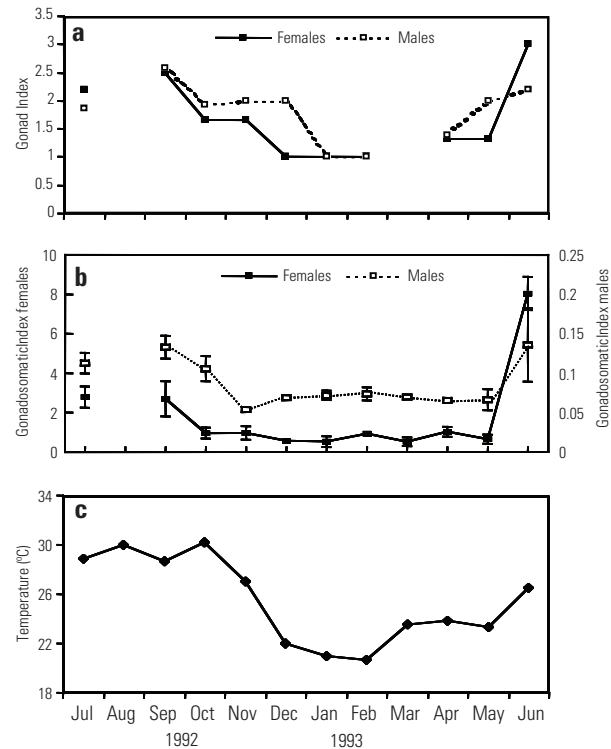 a
Females Males
Gonad Index
3.5
3
2.5
2
1.5
1
0.5
0
b
Females Males
GonadosomaticIndex females
10
8
6
4
2
0
GonadosomaticIndex males
0.25
0.2
0.15
0.1
0.05
0
c
Temperature (ºC)
34
30
26
22
18
Jul Aug Sep Oct Nov Dec Jan Feb Mar Apr May Jun
1992 1993